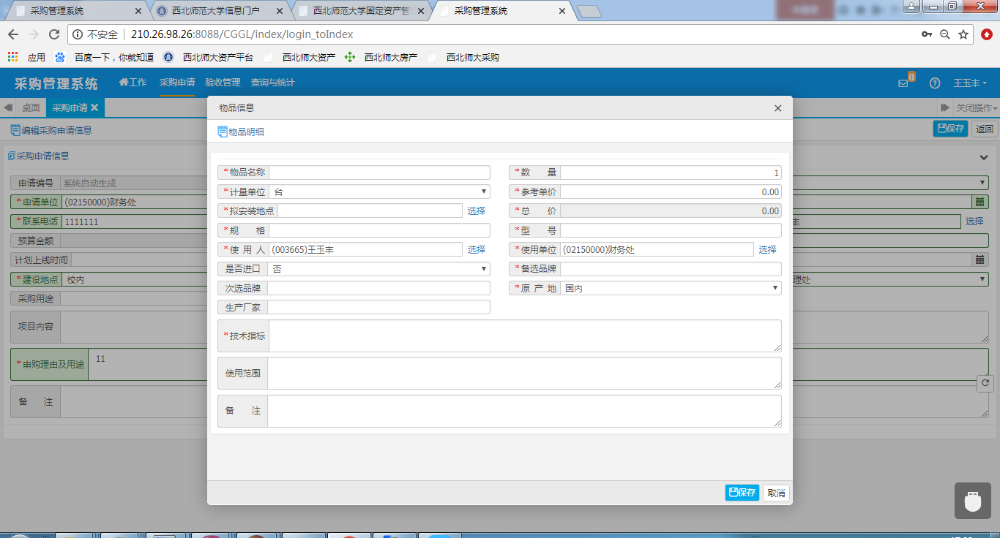 采购管理系统
西北师范大学信息门户
西北师范大学固定资产管
采购管理系统
不安全 210.26.98.26:8088/CGGL/index/login_toIndex
应用 百度一下，你就知道 西北师大资产平台 西北师大资产 西北师大房产 西北师大采购
采购管理系统 工作 采购申请 验收管理 查询与统计 0 王玉丰
桌面 采购申请 关闭操作
编辑采购申请信息 保存 返回
采购申请信息
申请编号 系统自动生成
*申请单位 (02150000)财务处
*联系电话 1111111 丰 选择
预算金额
计划上线时间
*建设地点 校内 理处
采购用途
项目内容
*申购理由及用途 11
备 注
物品信息
物品明细
*物品名称 *数 量 1
*计量单位 台 *参考单价 0.00
*拟安装地点 选择 *总 价 0.00
*规 格 *型 号
*使 用 人 (003665)王玉丰 选择 *使用单位 (02150000)财务处 选择
是否进口 否 *备选品牌
次选品牌 *原 产 地 国内
生产厂家
*技术指标
使用范围
备 注
保存 取消